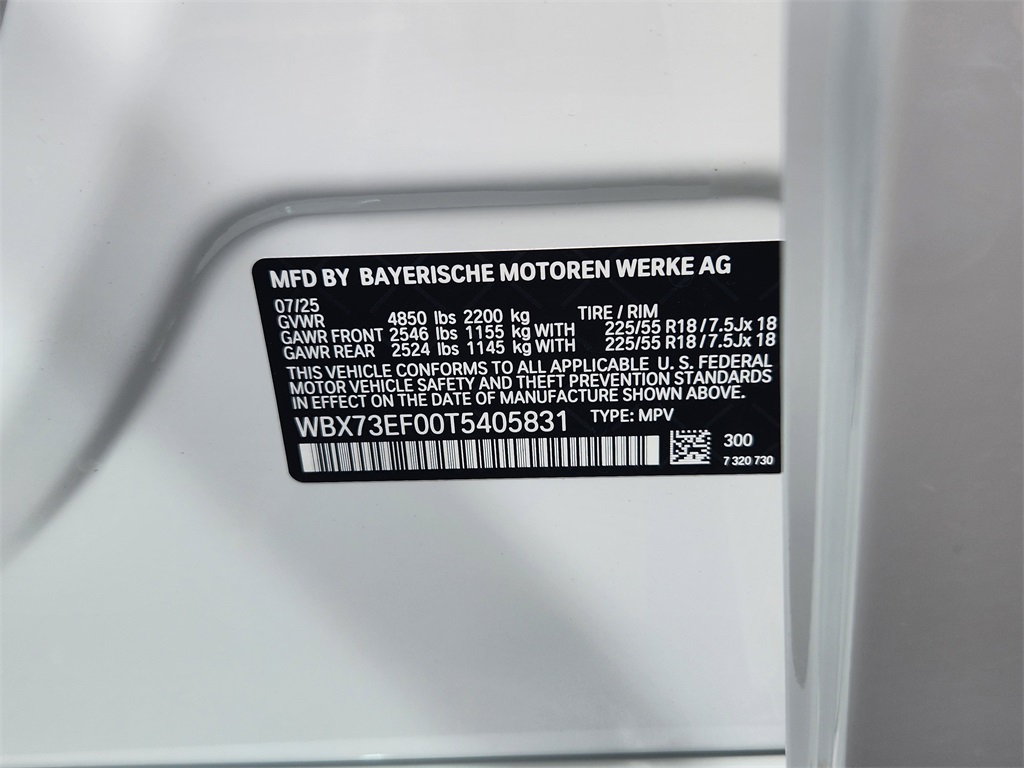 MFD BY BAYERISCHE MOTOREN WERKE AG
07/25
GVWR 4850 lbs 2200 kg TIRE / RIM
GAWR FRONT 2546 lbs 1155 kg WITH 225/55 R18 / 7.5Jx 18
GAWR REAR 2524 lbs 1145 kg WITH 225/55 R18 / 7.5Jx 18
THIS VEHICLE CONFORMS TO ALL APPLICABLE U. S. FEDERAL
MOTOR VEHICLE SAFETY AND THEFT PREVENTION STANDARDS
IN EFFECT ON THE DATE OF MANUFACTURE SHOWN ABOVE.
WBX73EF00T5405831 TYPE: MPV
300
7 320 730